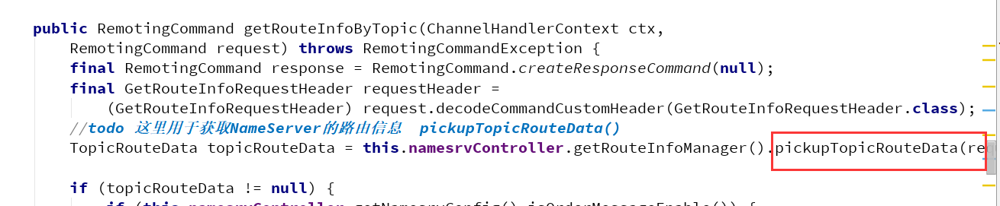 public RemotingCommand getRouteInfoByTopic(ChannelHandlerContext ctx,
RemotingCommand request) throws RemotingCommandException {
final RemotingCommand response = RemotingCommand.createResponseCommand(null);
final GetRouteInfoRequestHeader requestHeader =
(GetRouteInfoRequestHeader) request.decodeCommandCustomHeader(GetRouteInfoRequestHeader.class);
//todo 这里用于获取NameServer的路由信息  pickupTopicRouteData()
TopicRouteData topicRouteData = this.namesrvController.getRouteInfoManager().pickupTopicRouteData(re
if (topicRouteData != null) {
if (this.namesrvController.getNamesrvConfig().isOrderMessageEnable()) {